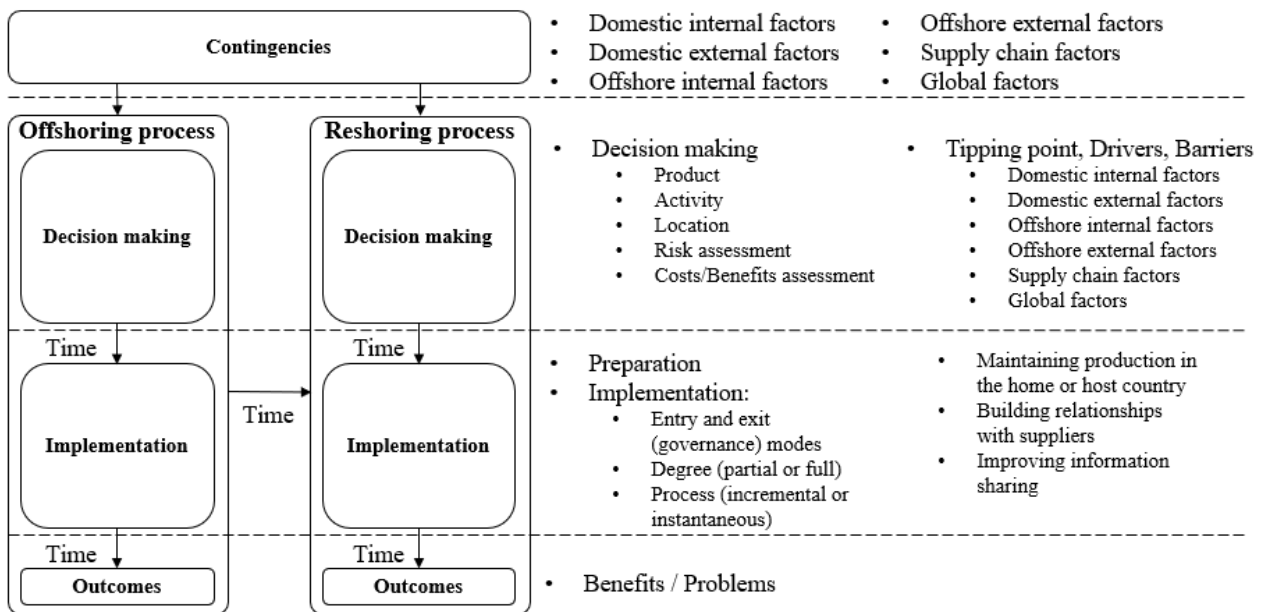 Contingencies
• Domestic internal factors
• Domestic external factors
• Offshore internal factors
• Offshore external factors
• Supply chain factors
• Global factors
Offshoring process
Reshoring process
Decision making
Decision making
• Decision making
• Product
• Activity
• Location
• Risk assessment
• Costs/Benefits assessment
• Tipping point, Drivers, Barriers
• Domestic internal factors
• Domestic external factors
• Offshore internal factors
• Offshore external factors
• Supply chain factors
• Global factors
Time
Time
Implementation
Time
Implementation
• Preparation
• Implementation:
• Entry and exit
(governance) modes
• Degree (partial or full)
• Process (incremental or
instantaneous)
• Maintaining production in
the home or host country
• Building relationships
with suppliers
• Improving information
sharing
Time
Time
Outcomes
Outcomes
• Benefits / Problems